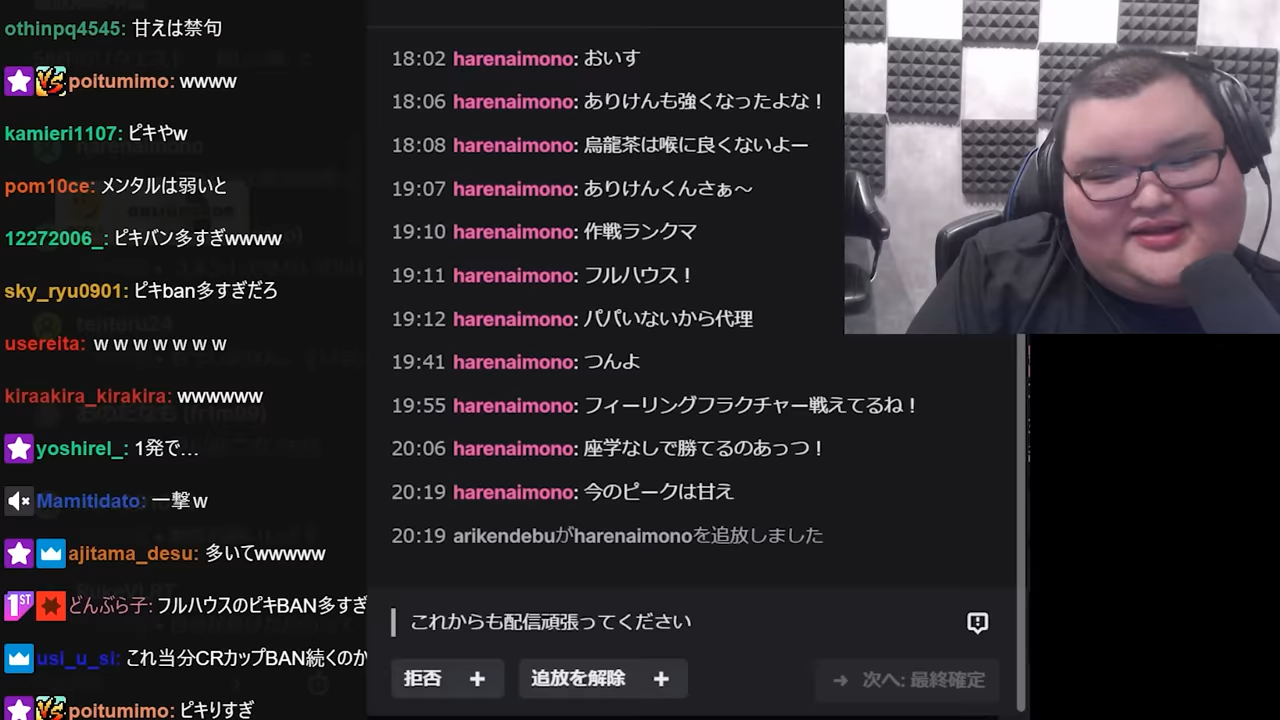 othinpq4545: 甘えは禁句
poitumimo: wwww
kamieri1107: ピキやw
pom10ce: メンタルは弱いと
12272006_: ピキバン多すぎwwww
sky_ryu0901: ピキban多すぎだろ
usereita: w w w w w w w
kiraakira_kirakira: wwwwww
yoshirel_: 1発で...
Mamitidato: 一撃w
ajitama_desu: 多いてwwwww
1ST どんぶら子: フルハウスのピキBAN多すぎ
usi_u_si: これ当分CRカップBAN続くのか
poitumimo: ピキりすぎ
18:02 harenaimono: おいす
18:06 harenaimono: ありけんも強くなったよな！
18:08 harenaimono: 烏龍茶は喉に良くないよー
19:07 harenaimono: ありけんくんさぁ〜
19:10 harenaimono: 作戦ランクマ
19:11 harenaimono: フルハウス！
19:12 harenaimono: パパいないから代理
19:41 harenaimono: つんよ
19:55 harenaimono: フィーリングフラクチャー戦えてるね！
20:06 harenaimono: 座学なしで勝てるのあっつ！
20:19 harenaimono: 今のピークは甘え
20:19 arikendebuがharenaimonoを追放しました
これからも配信頑張ってください
拒否 +
追放を解除 +
→ 次へ: 最終確定